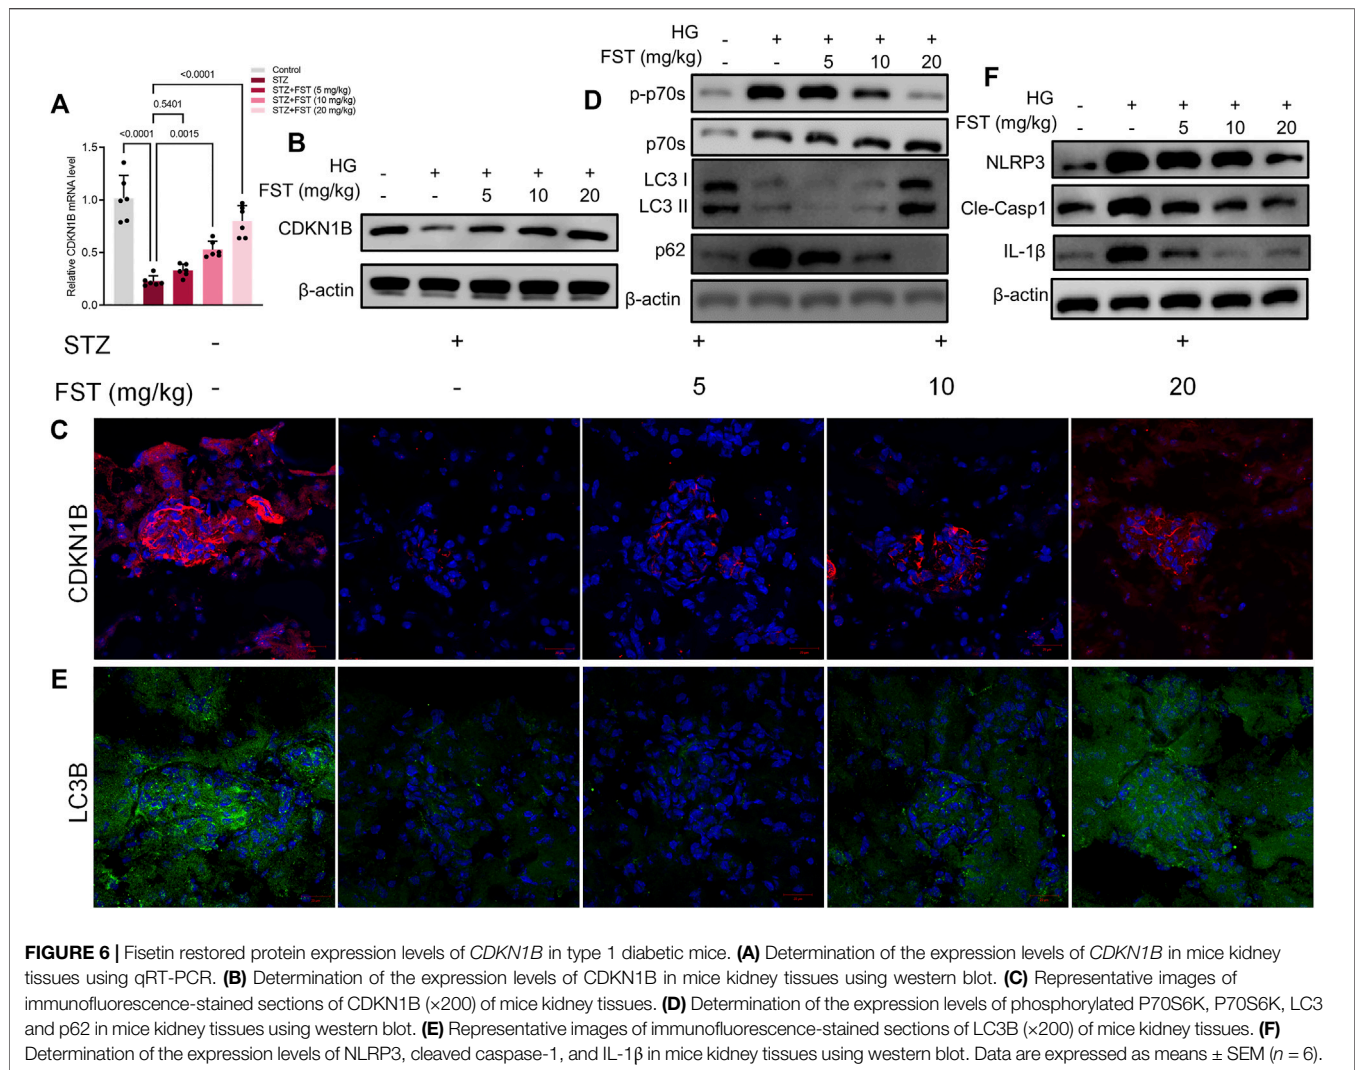 A
Control
STZ
STZ+FST (5 mg/kg)
STZ+FST (10 mg/kg)
STZ+FST (20 mg/kg)
<0.0001
0.5401
<0.0001 0.0015
Relative CDKN1B mRNA level
1.5
1.0
0.5
0.0
B
HG - + + + +
FST (mg/kg) - - 5 10 20
CDKN1B
β-actin
D
HG - + + + +
FST (mg/kg) - - 5 10 20
p-p70s
p70s
LC3 I
LC3 II
p62
β-actin
F
HG - + + + +
FST (mg/kg) - - 5 10 20
NLRP3
Cle-Casp1
IL-1β
β-actin
STZ - + + + +
FST (mg/kg) - - 5 10 20
C
CDKN1B
E
LC3B
FIGURE 6 | Fisetin restored protein expression levels of CDKN1B in type 1 diabetic mice. (A) Determination of the expression levels of CDKN1B in mice kidney
tissues using qRT-PCR. (B) Determination of the expression levels of CDKN1B in mice kidney tissues using western blot. (C) Representative images of
immunofluorescence-stained sections of CDKN1B (×200) of mice kidney tissues. (D) Determination of the expression levels of phosphorylated P70S6K, P70S6K, LC3
and p62 in mice kidney tissues using western blot. (E) Representative images of immunofluorescence-stained sections of LC3B (×200) of mice kidney tissues. (F)
Determination of the expression levels of NLRP3, cleaved caspase-1, and IL-1β in mice kidney tissues using western blot. Data are expressed as means ± SEM (n = 6).